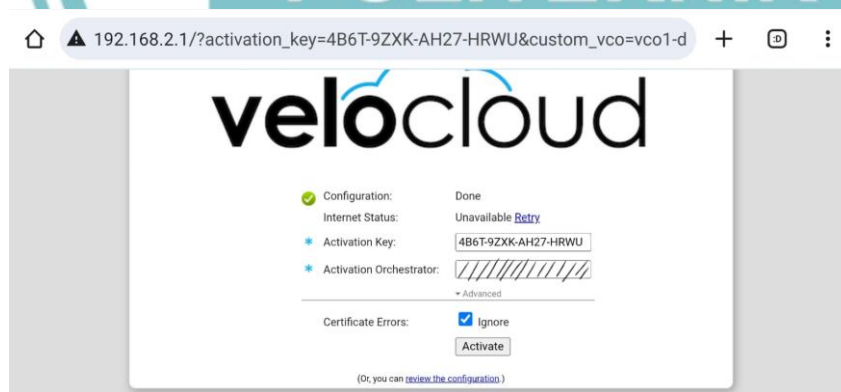 192.168.2.1/?activation_key=4B6T-9ZXK-AH27-HRWU&custom_vco=vco1-d
:D
velocloud
Configuration: Done
Internet Status: Unavailable Retry
* Activation Key: 4B6T-9ZXK-AH27-HRWU
* Activation Orchestrator:
Advanced
Certificate Errors: Ignore
Activate
(Or, you can review the configuration.)